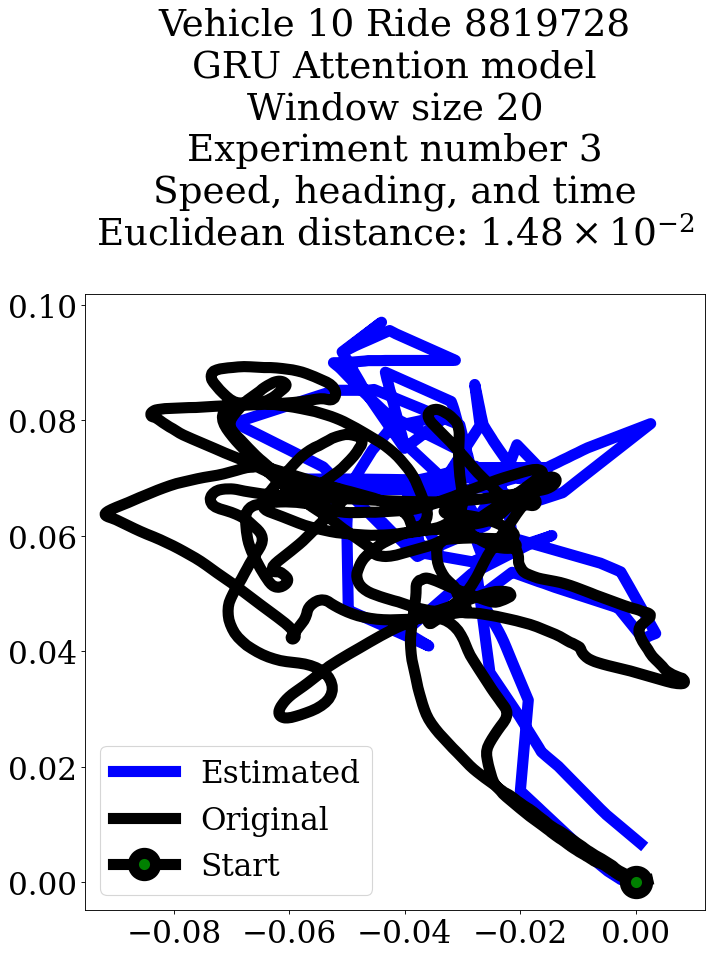 Vehicle 10 Ride 8819728
GRU Attention model
Window size 20
Experiment number 3
Speed, heading, and time
Euclidean distance: 1.48 × 10⁻²
0.10
0.08
0.06
0.04
0.02
0.00
Estimated
Original
Start
−0.08 −0.06 −0.04 −0.02 0.00